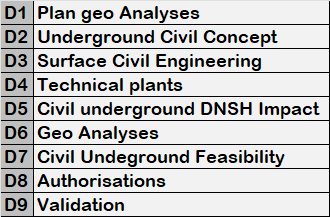 D1 Plan geo Analyses
D2 Underground Civil Concept
D3 Surface Civil Engineering
D4 Technical plants
D5 Civil underground DNSH Impact
D6 Geo Analyses
D7 Civil Undeground Feasibility
D8 Authorisations
D9 Validation